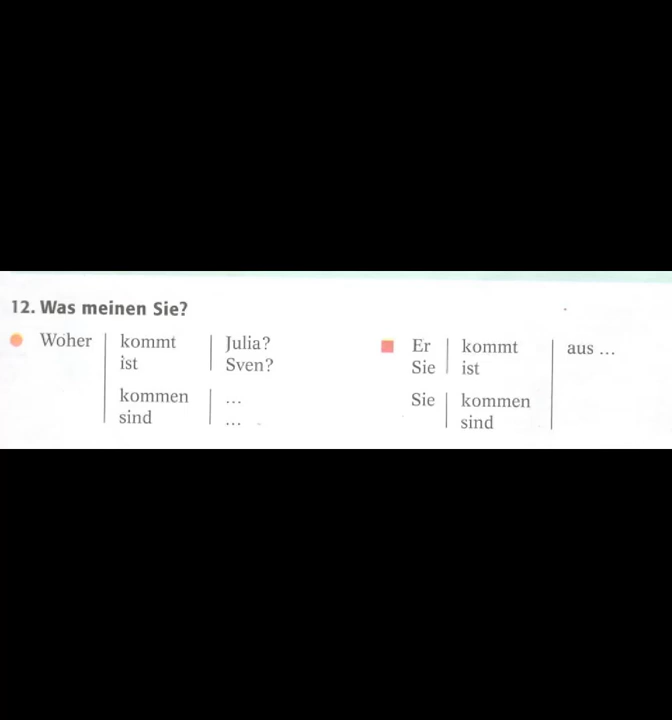 12. Was meinen Sie?
Woher kommt Julia?
ist Sven?
kommen ...
sind ...
Er kommt aus ...
Sie ist
Sie kommen
sind